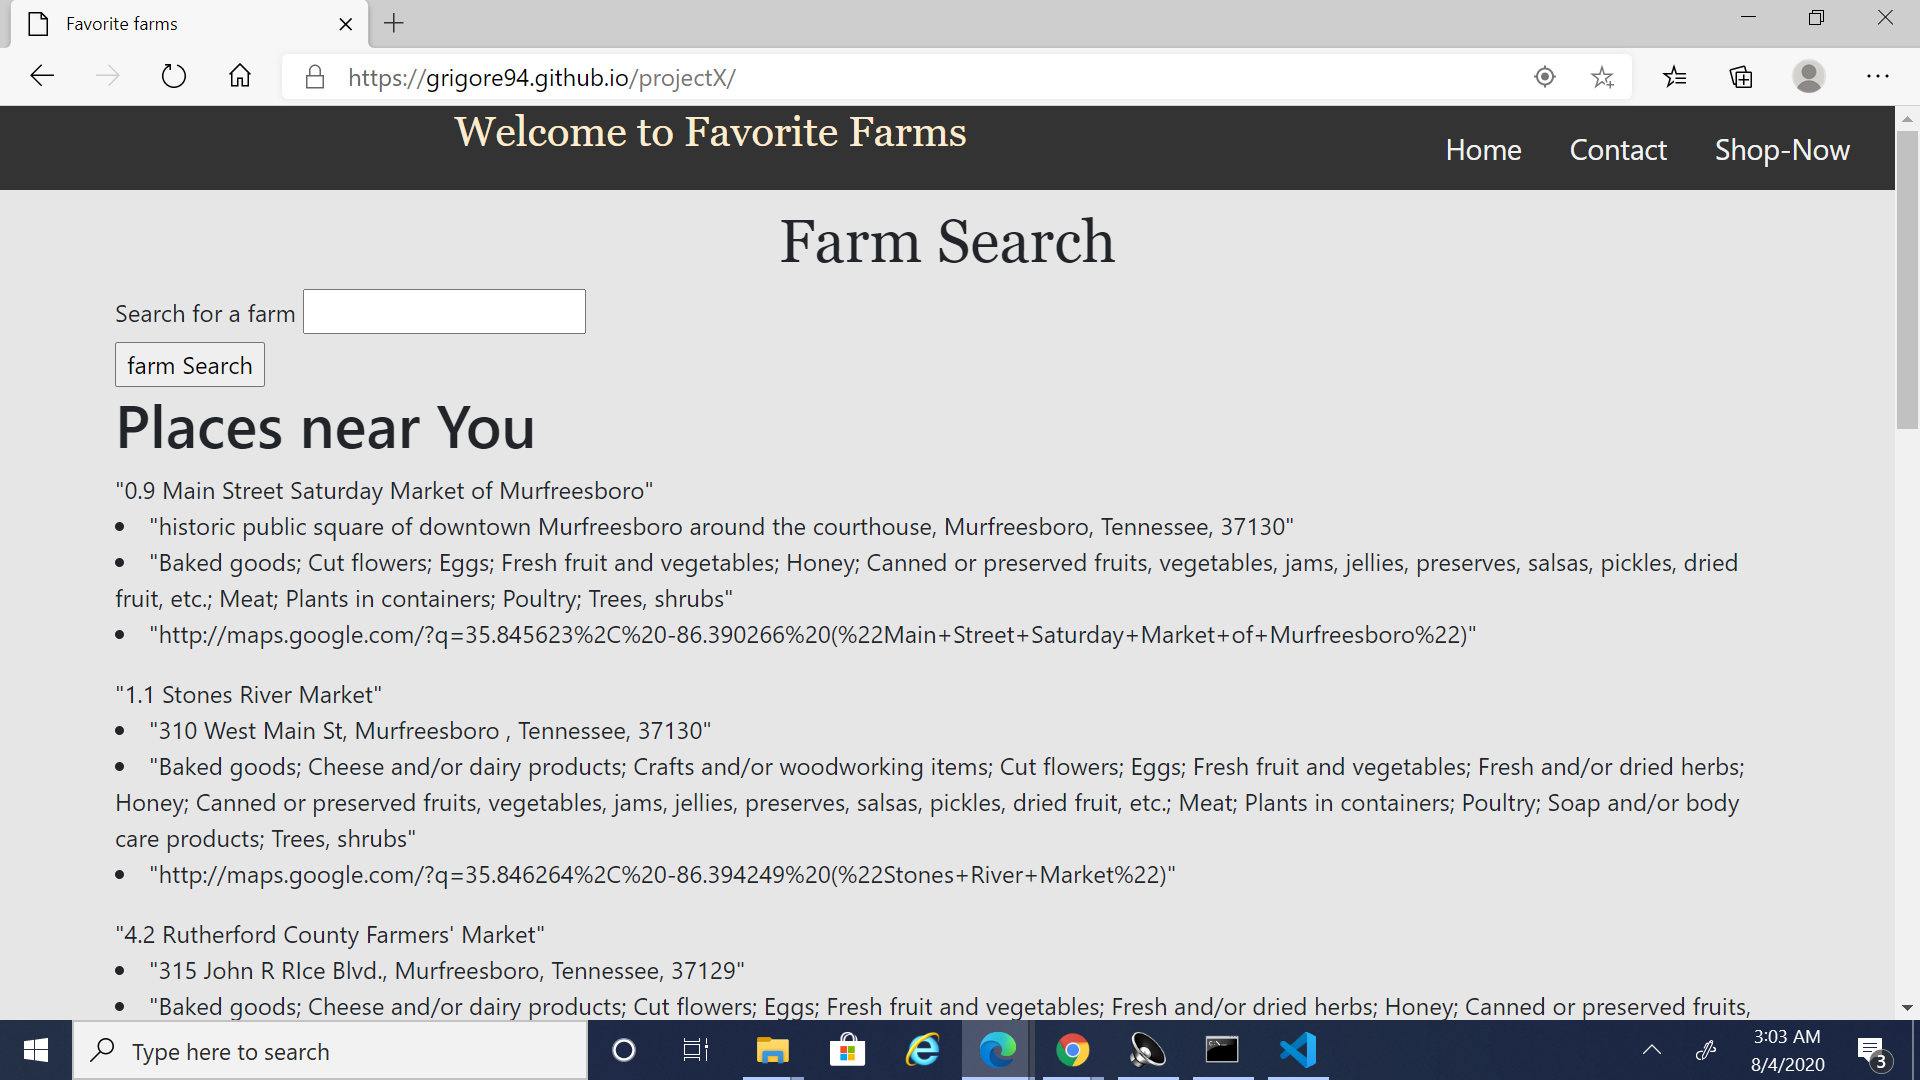 Favorite farms
https://grigore94.github.io/projectX/
Welcome to Favorite Farms
Home Contact Shop-Now
Farm Search
Search for a farm
farm Search
Places near You
"0.9 Main Street Saturday Market of Murfreesboro"
• "historic public square of downtown Murfreesboro around the courthouse, Murfreesboro, Tennessee, 37130"
• "Baked goods; Cut flowers; Eggs; Fresh fruit and vegetables; Honey; Canned or preserved fruits, vegetables, jams, jellies, preserves, salsas, pickles, dried
fruit, etc.; Meat; Plants in containers; Poultry; Trees, shrubs"
• "http://maps.google.com/?q=35.845623%2C%20-86.390266%20(%22Main+Street+Saturday+Market+of+Murfreesboro%22)"
"1.1 Stones River Market"
• "310 West Main St, Murfreesboro , Tennessee, 37130"
• "Baked goods; Cheese and/or dairy products; Crafts and/or woodworking items; Cut flowers; Eggs; Fresh fruit and vegetables; Fresh and/or dried herbs;
Honey; Canned or preserved fruits, vegetables, jams, jellies, preserves, salsas, pickles, dried fruit, etc.; Meat; Plants in containers; Poultry; Soap and/or body
care products; Trees, shrubs"
• "http://maps.google.com/?q=35.846264%2C%20-86.394249%20(%22Stones+River+Market%22)"
"4.2 Rutherford County Farmers' Market"
• "315 John R RIce Blvd., Murfreesboro, Tennessee, 37129"
• "Baked goods; Cheese and/or dairy products; Cut flowers; Eggs; Fresh fruit and vegetables; Fresh and/or dried herbs; Honey; Canned or preserved fruits,
Type here to search
3:03 AM
8/4/2020
3